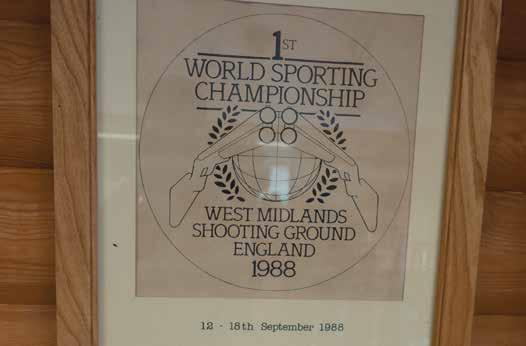 1ST
WORLD SPORTING
CHAMPIONSHIP
WEST MIDLANDS
SHOOTING GROUND
ENGLAND
1988
12 - 18th September 1988